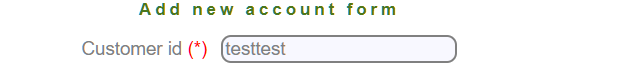 Add new account form
Customer id (*) testtest